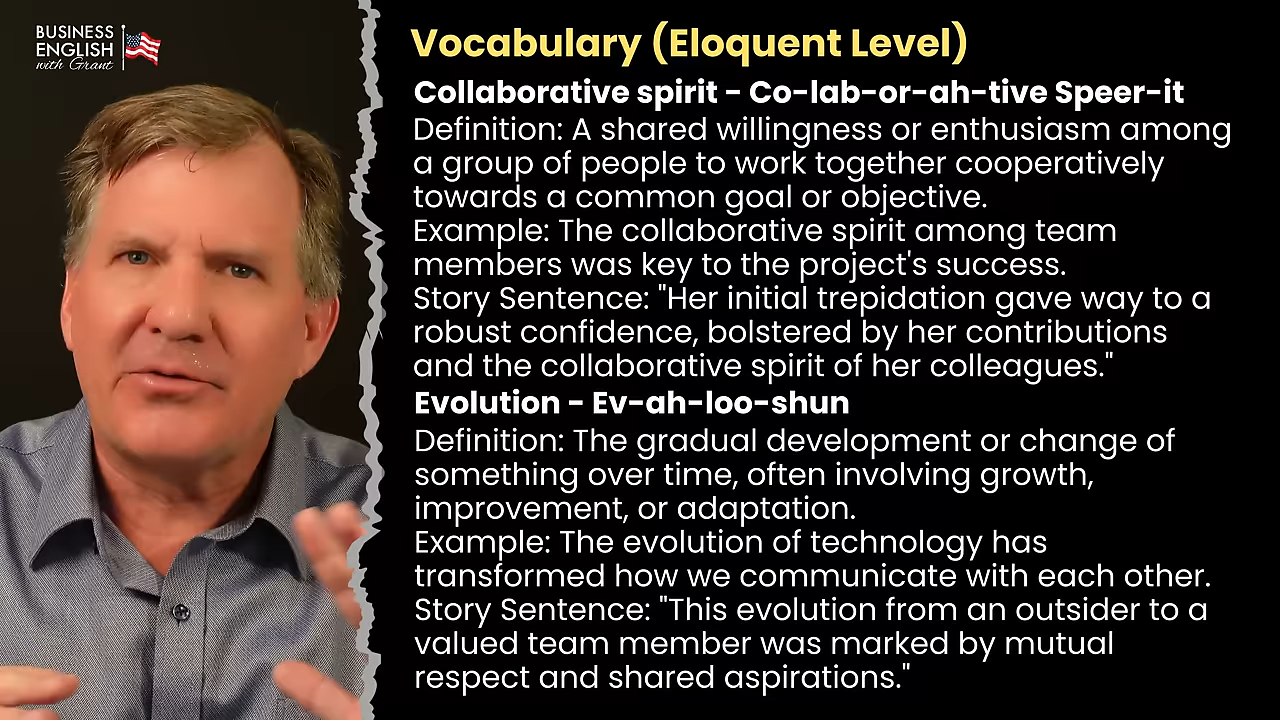 BUSINESS
ENGLISH
with Grant
Vocabulary (Eloquent Level)
Collaborative spirit - Co-lab-or-ah-tive Speer-it
Definition: A shared willingness or enthusiasm among
a group of people to work together cooperatively
towards a common goal or objective.
Example: The collaborative spirit among team
members was key to the project's success.
Story Sentence: "Her initial trepidation gave way to a
robust confidence, bolstered by her contributions
and the collaborative spirit of her colleagues."
Evolution - Ev-ah-loo-shun
Definition: The gradual development or change of
something over time, often involving growth,
improvement, or adaptation.
Example: The evolution of technology has
transformed how we communicate with each other.
Story Sentence: "This evolution from an outsider to a
valued team member was marked by mutual
respect and shared aspirations."